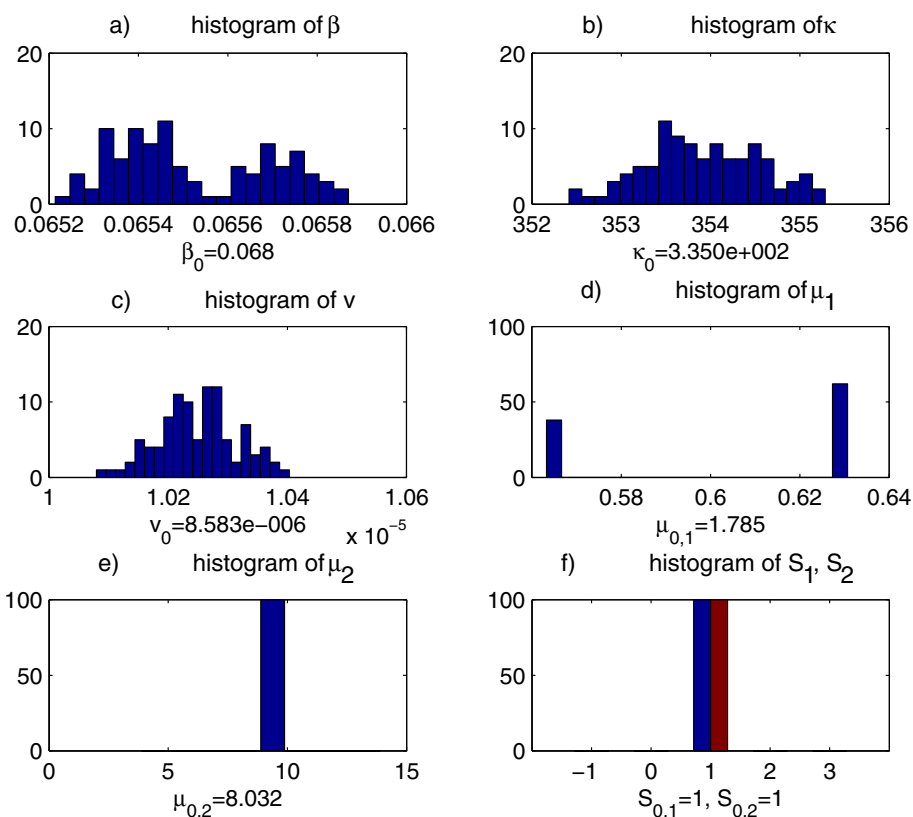 a) histogram of β
20
10
0
0.0652 0.0654 0.0656 0.0658 0.066
β0=0.068
b) histogram of κ
20
10
0
352 353 354 355 356
κ0=3.350e+002
c) histogram of v
20
10
0
1 1.02 1.04 1.06
v0=8.583e−006 x 10−5
d) histogram of μ1
100
50
0
0.58 0.6 0.62 0.64
μ0,1=1.785
e) histogram of μ2
100
50
0
0 5 10 15
μ0,2=8.032
f) histogram of S1, S2
100
50
0
−1 0 1 2 3
S0,1=1, S0,2=1